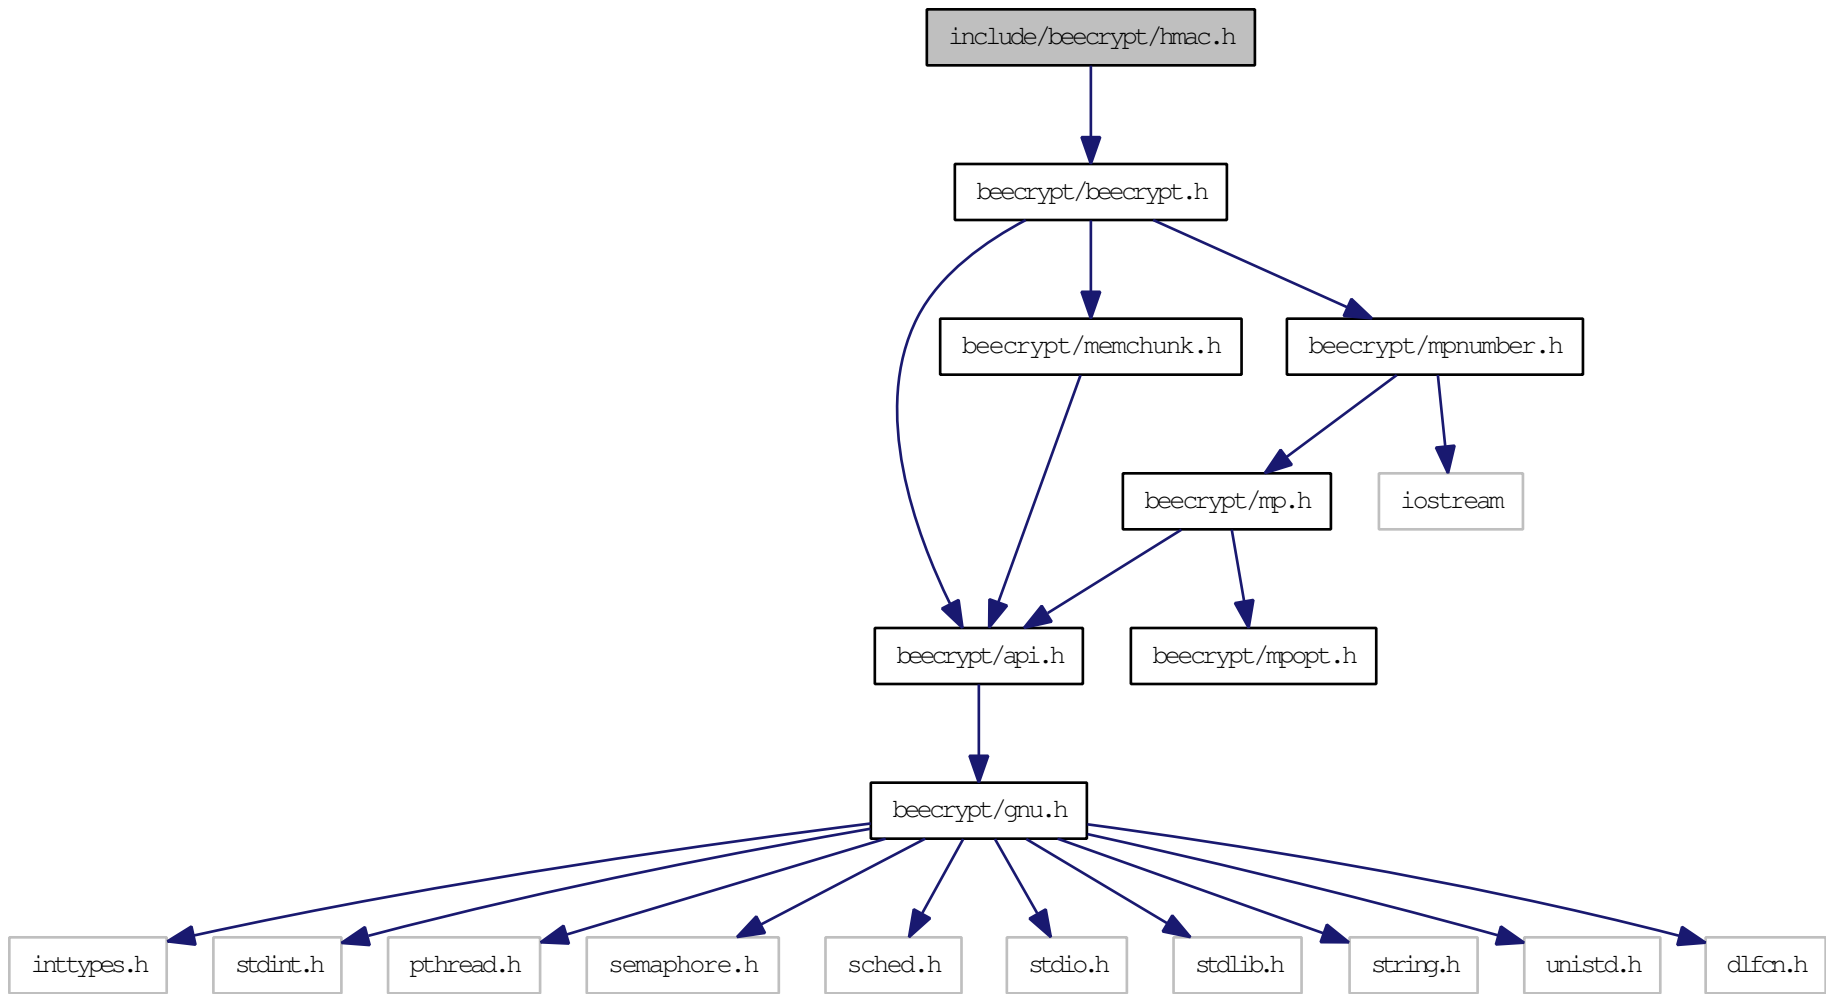 include/beecrypt/hmac.h
beecrypt/beecrypt.h
beecrypt/memchunk.h
beecrypt/mpnumber.h
beecrypt/mp.h
iostream
beecrypt/api.h
beecrypt/mpopt.h
beecrypt/gnu.h
inttypes.h
stdint.h
pthread.h
semaphore.h
sched.h
stdio.h
stdlib.h
string.h
unistd.h
dlfcn.h